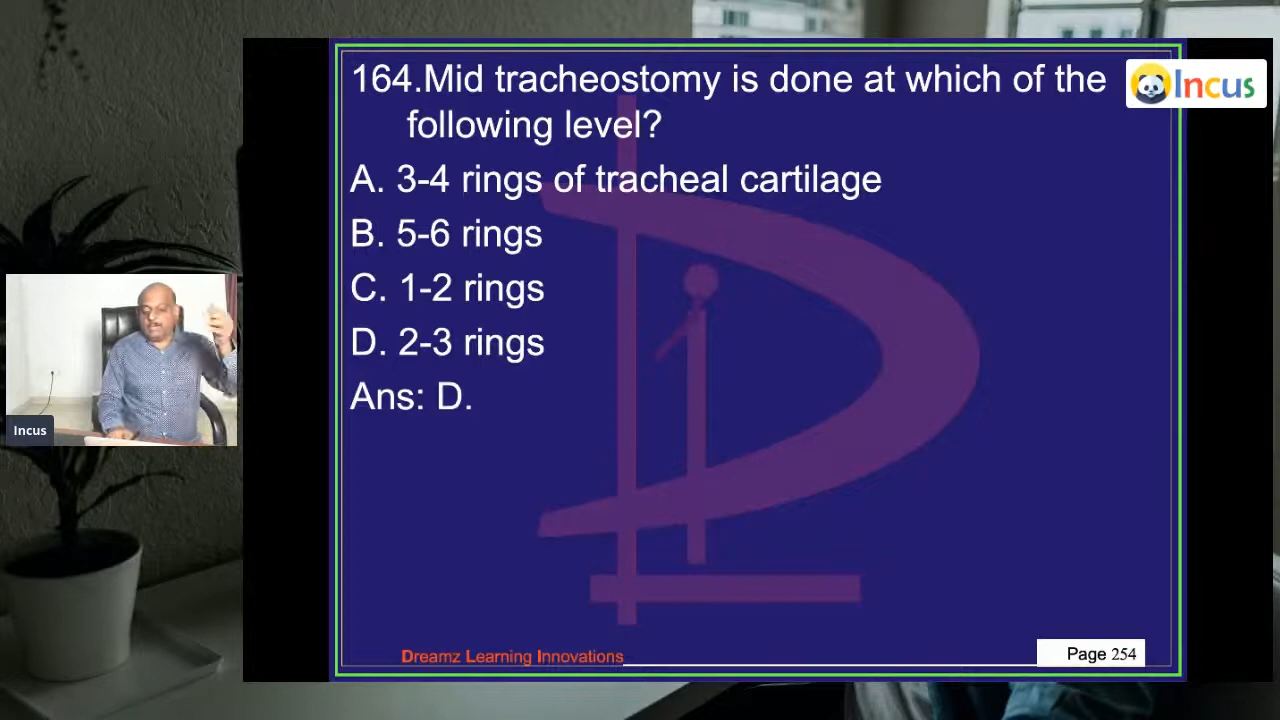 164.Mid tracheostomy is done at which of the
following level?
A. 3-4 rings of tracheal cartilage
B. 5-6 rings
C. 1-2 rings
D. 2-3 rings
Ans: D.
Incus
Incus
Dreamz Learning Innovations
Page 254